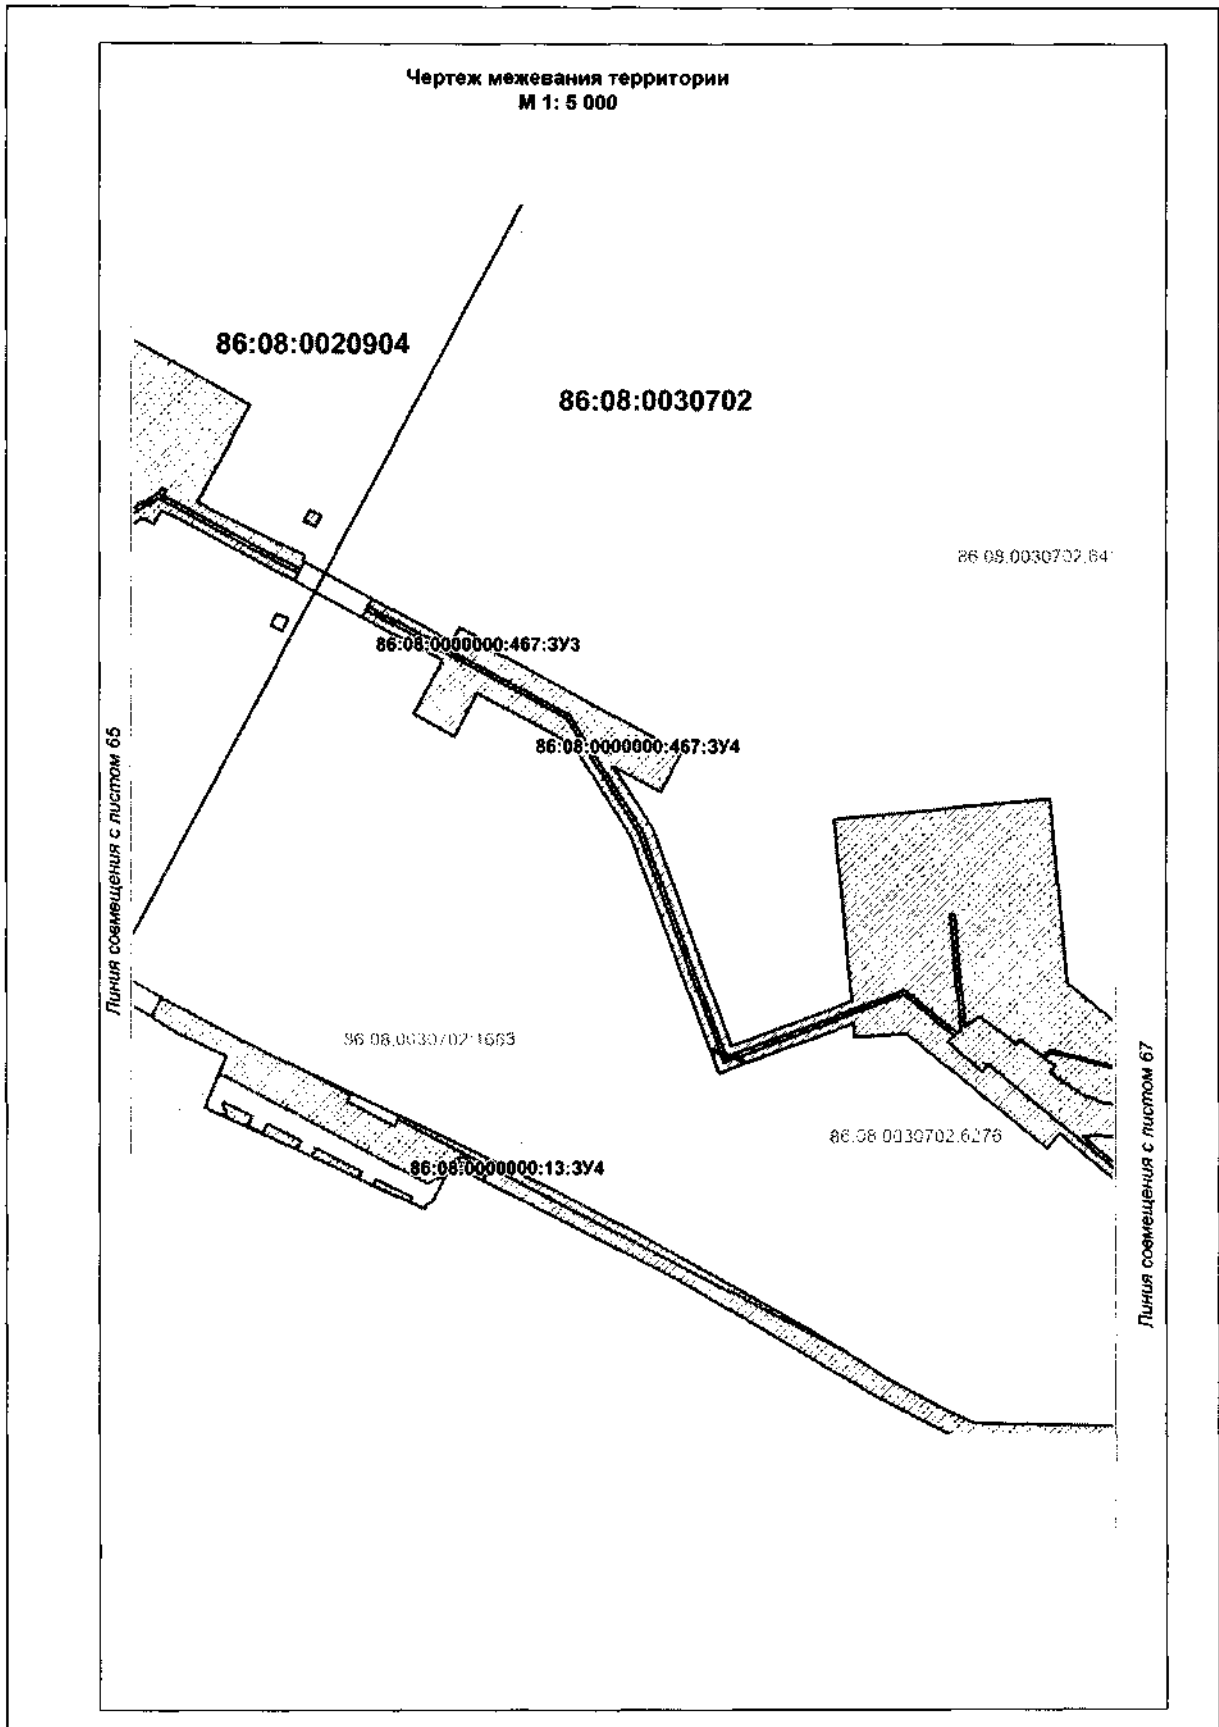 Чертеж межевания территории
М 1: 5 000
86:08:0020904
86:08:0030702
86:08:0030702:64
86:08:0000000:467:ЗУ3
86:08:0000000:467:ЗУ4
Линия совмещения с листом 65
86:08:0030702:1663
86:08:0030702:6276
86:08:0000000:13:ЗУ4
Линия совмещения с листом 67